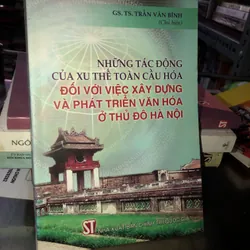 GS. TS. TRẦN VĂN BÍNH
(Chủ biên)
NHỮNG TÁC ĐỘNG
CỦA XU THẾ TOÀN CẦU HÓA
ĐỐI VỚI VIỆC XÂY DỰNG
VÀ PHÁT TRIỂN VĂN HÓA
Ở THỦ ĐÔ HÀ NỘI
ST